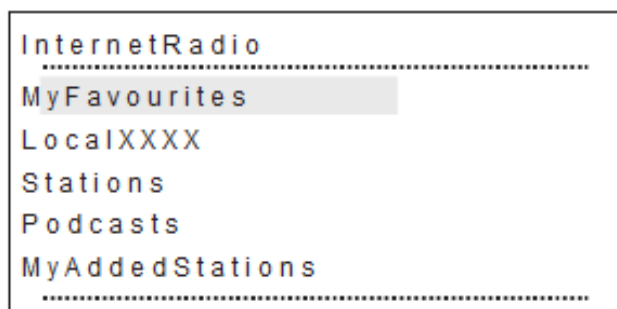 InternetRadio
MyFavourites
LocalXXXX
Stations
Podcasts
MyAddedStations